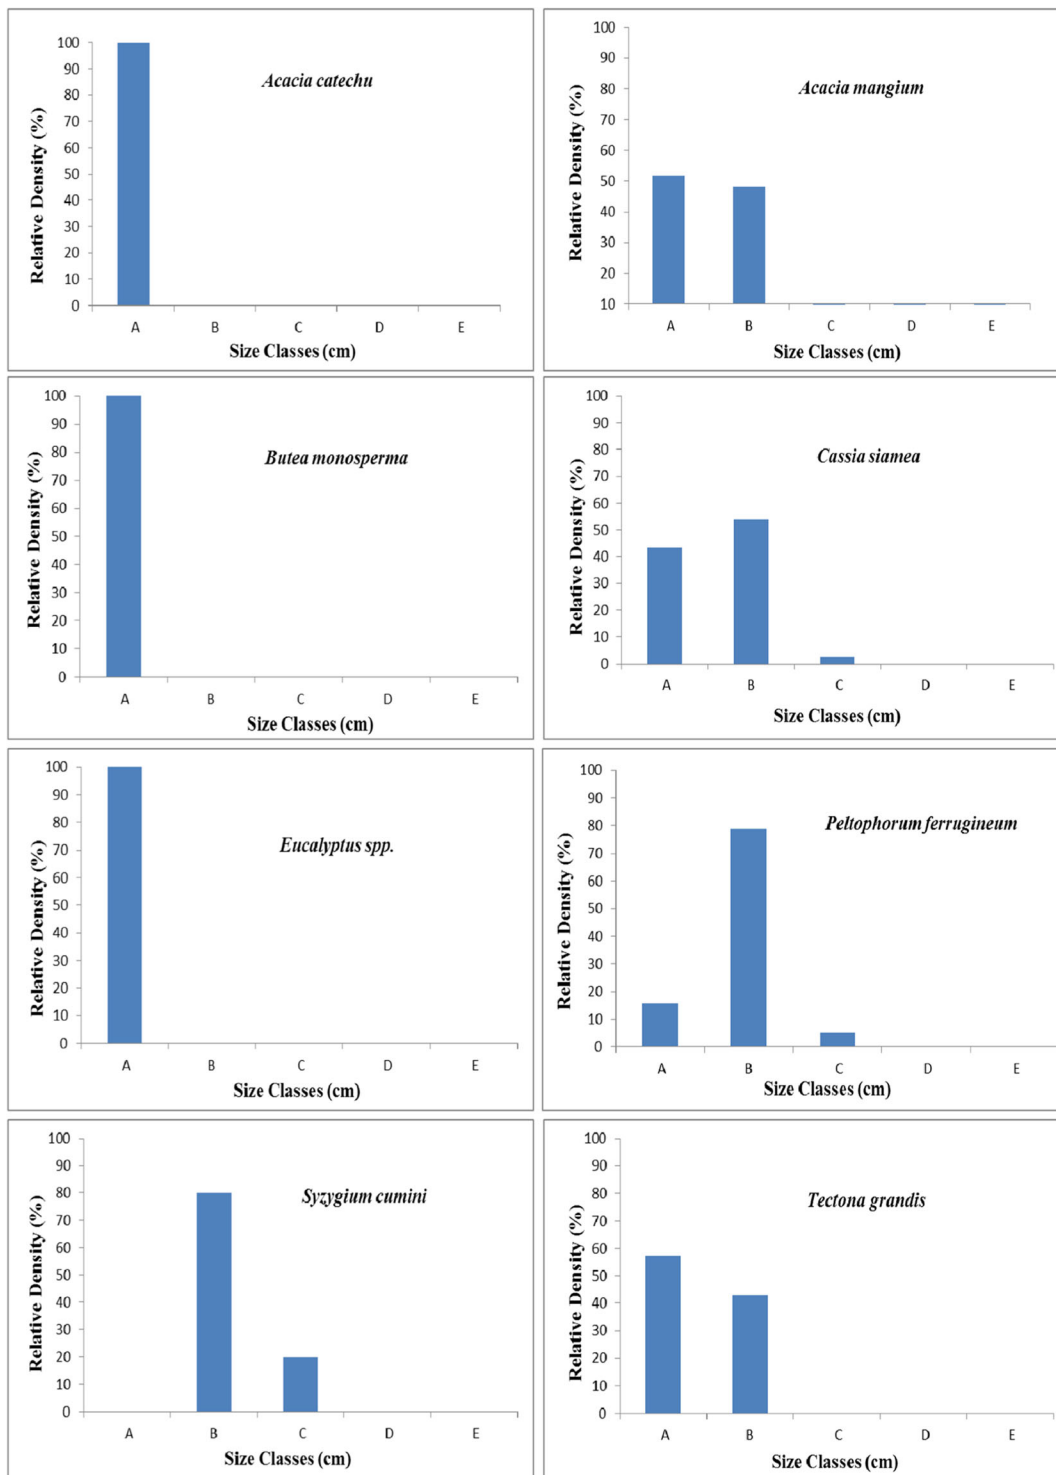 Acacia catechu
Relative Density (%)
100
90
80
70
60
50
40
30
20
10
0
A B C D E
Size Classes (cm)
Acacia mangium
Relative Density (%)
100
90
80
70
60
50
40
30
20
10
A B C D E
Size Classes (cm)
Butea monosperma
Relative Density (%)
100
90
80
70
60
50
40
30
20
10
0
A B C D E
Size Classes (cm)
Cassia siamea
Relative Density (%)
100
90
80
70
60
50
40
30
20
10
0
A B C D E
Size Classes (cm)
Eucalyptus spp.
Relative Density (%)
100
90
80
70
60
50
40
30
20
10
0
A B C D E
Size Classes (cm)
Peltophorum ferrugineum
Relative Density (%)
100
90
80
70
60
50
40
30
20
10
0
A B C D E
Size Classes (cm)
Syzygium cumini
Relative Density (%)
100
90
80
70
60
50
40
30
20
10
0
A B C D E
Size Classes (cm)
Tectona grandis
Relative Density (%)
100
90
80
70
60
50
40
30
20
10
0
A B C D E
Size Classes (cm)